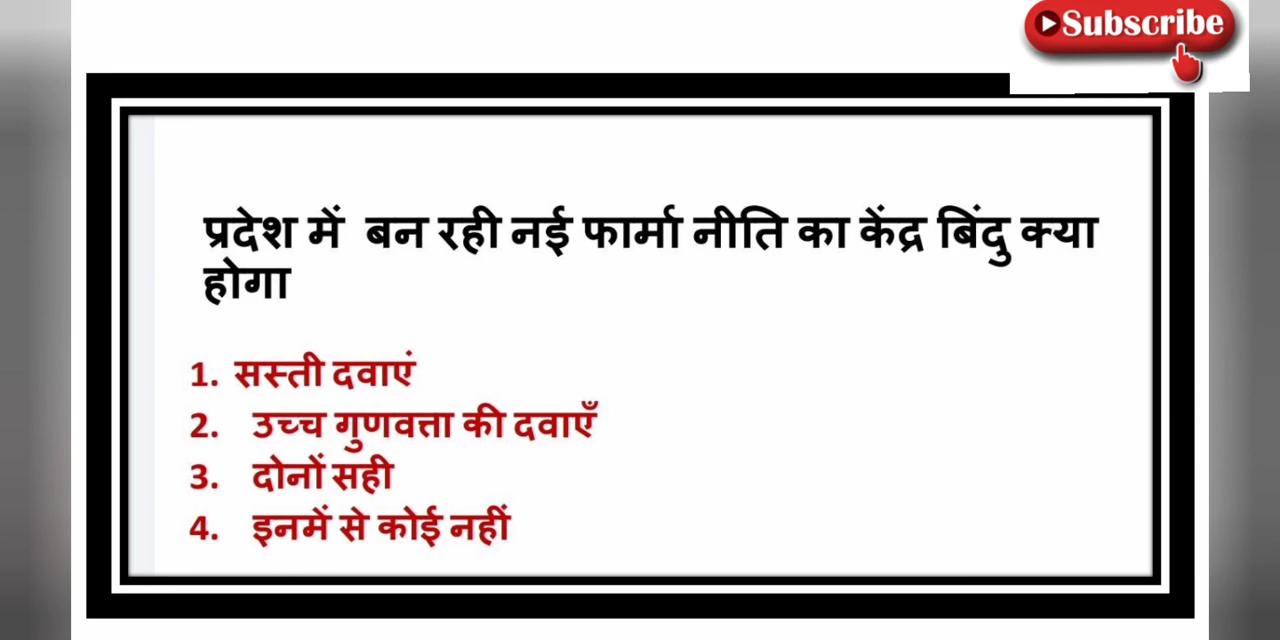 Subscribe
प्रदेश में बन रही नई फार्मा नीति का केंद्र बिंदु क्या
होगा
1. सस्ती दवाएं
2. उच्च गुणवत्ता की दवाएँ
3. दोनों सही
4. इनमें से कोई नहीं